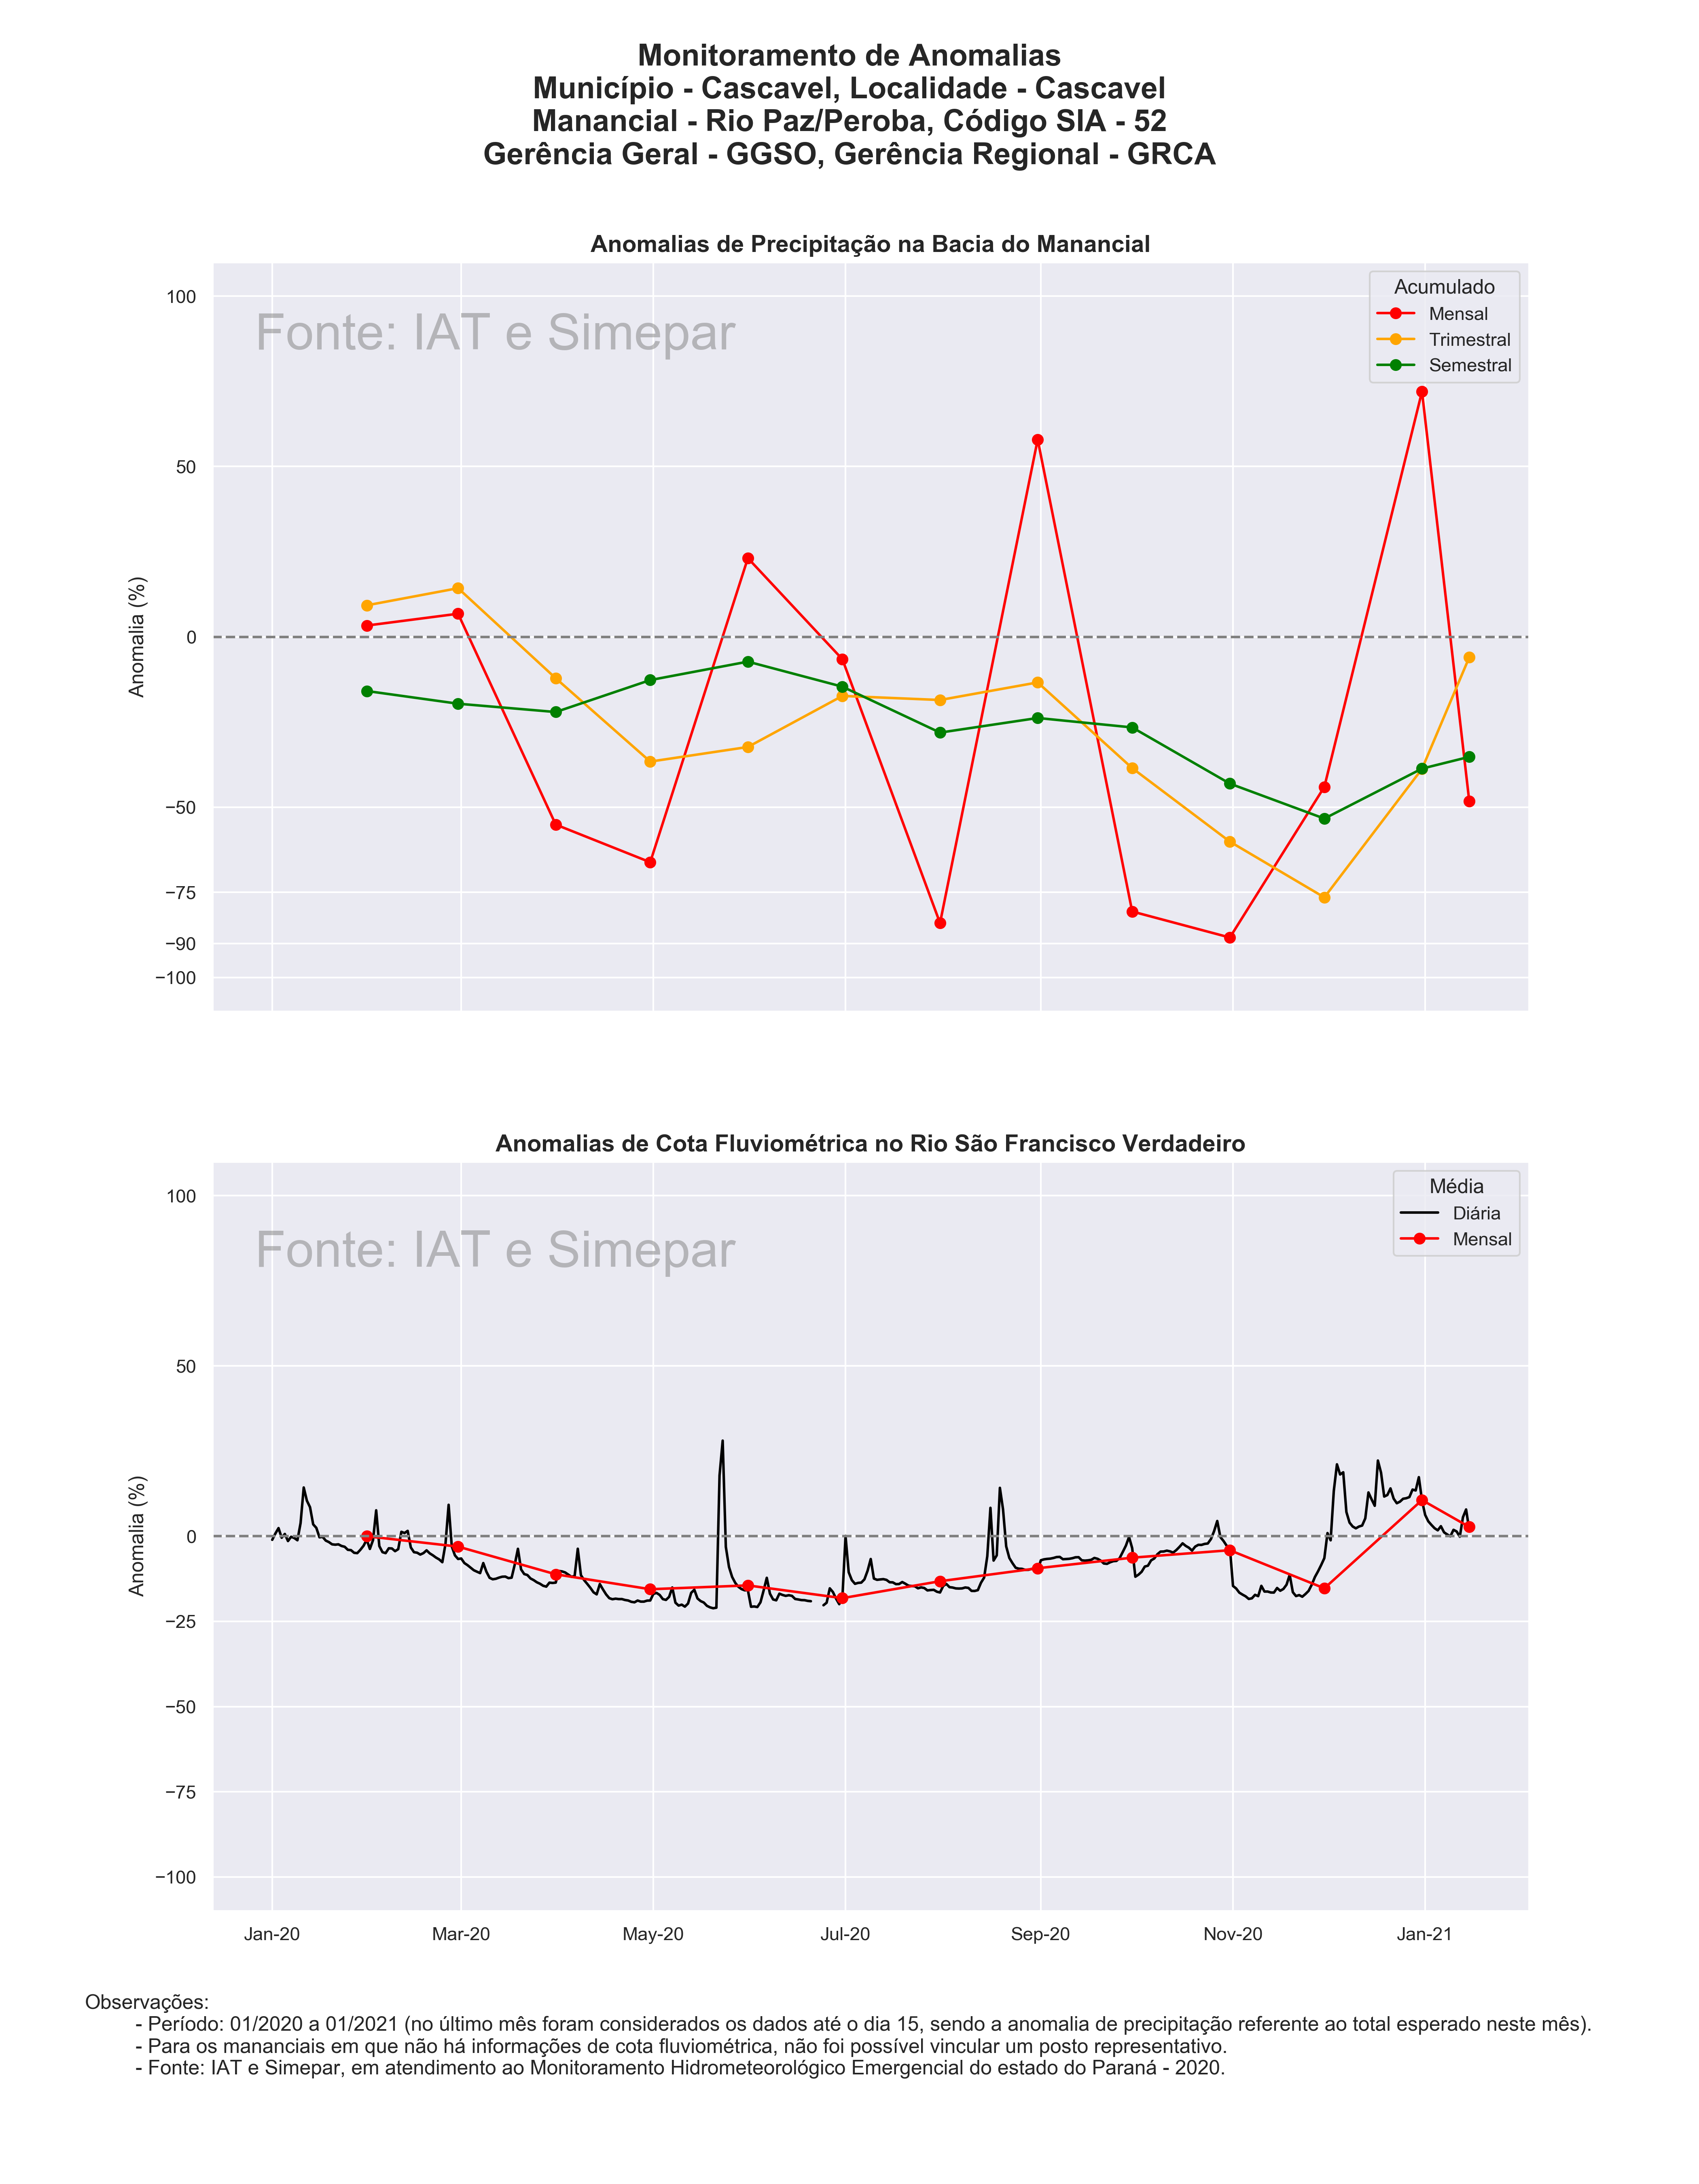 Monitoramento de Anomalias
Município - Cascavel, Localidade - Cascavel
Manancial - Rio Paz/Peroba, Código SIA - 52
Gerência Geral - GGSO, Gerência Regional - GRCA
Anomalias de Precipitação na Bacia do Manancial
Fonte: IAT e Simepar
Acumulado
Mensal
Trimestral
Semestral
Anomalia (%)
100
50
0
−50
−75
−90
−100
Anomalias de Cota Fluviométrica no Rio São Francisco Verdadeiro
Fonte: IAT e Simepar
Média
Diária
Mensal
Anomalia (%)
100
50
0
−25
−50
−75
−100
Jan-20 Mar-20 May-20 Jul-20 Sep-20 Nov-20 Jan-21
Observações:
- Período: 01/2020 a 01/2021 (no último mês foram considerados os dados até o dia 15, sendo a anomalia de precipitação referente ao total esperado neste mês).
- Para os mananciais em que não há informações de cota fluviométrica, não foi possível vincular um posto representativo.
- Fonte: IAT e Simepar, em atendimento ao Monitoramento Hidrometeorológico Emergencial do estado do Paraná - 2020.